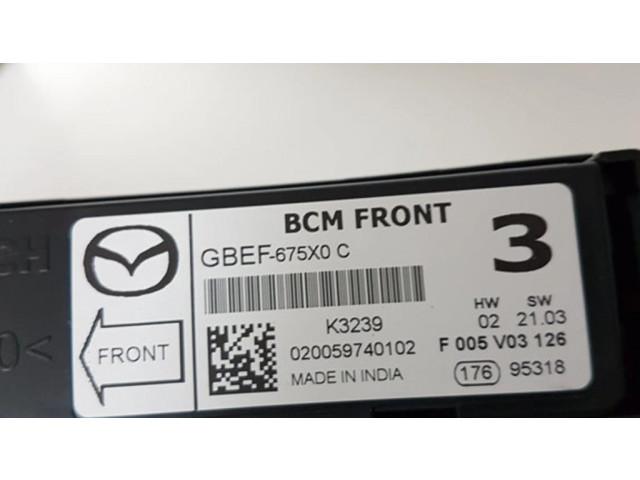 BCM FRONT
GBEF-675X0 C
3
K3239
020059740102
MADE IN INDIA
HW SW
02 21.03
F 005 V03 126
176 95318
FRONT